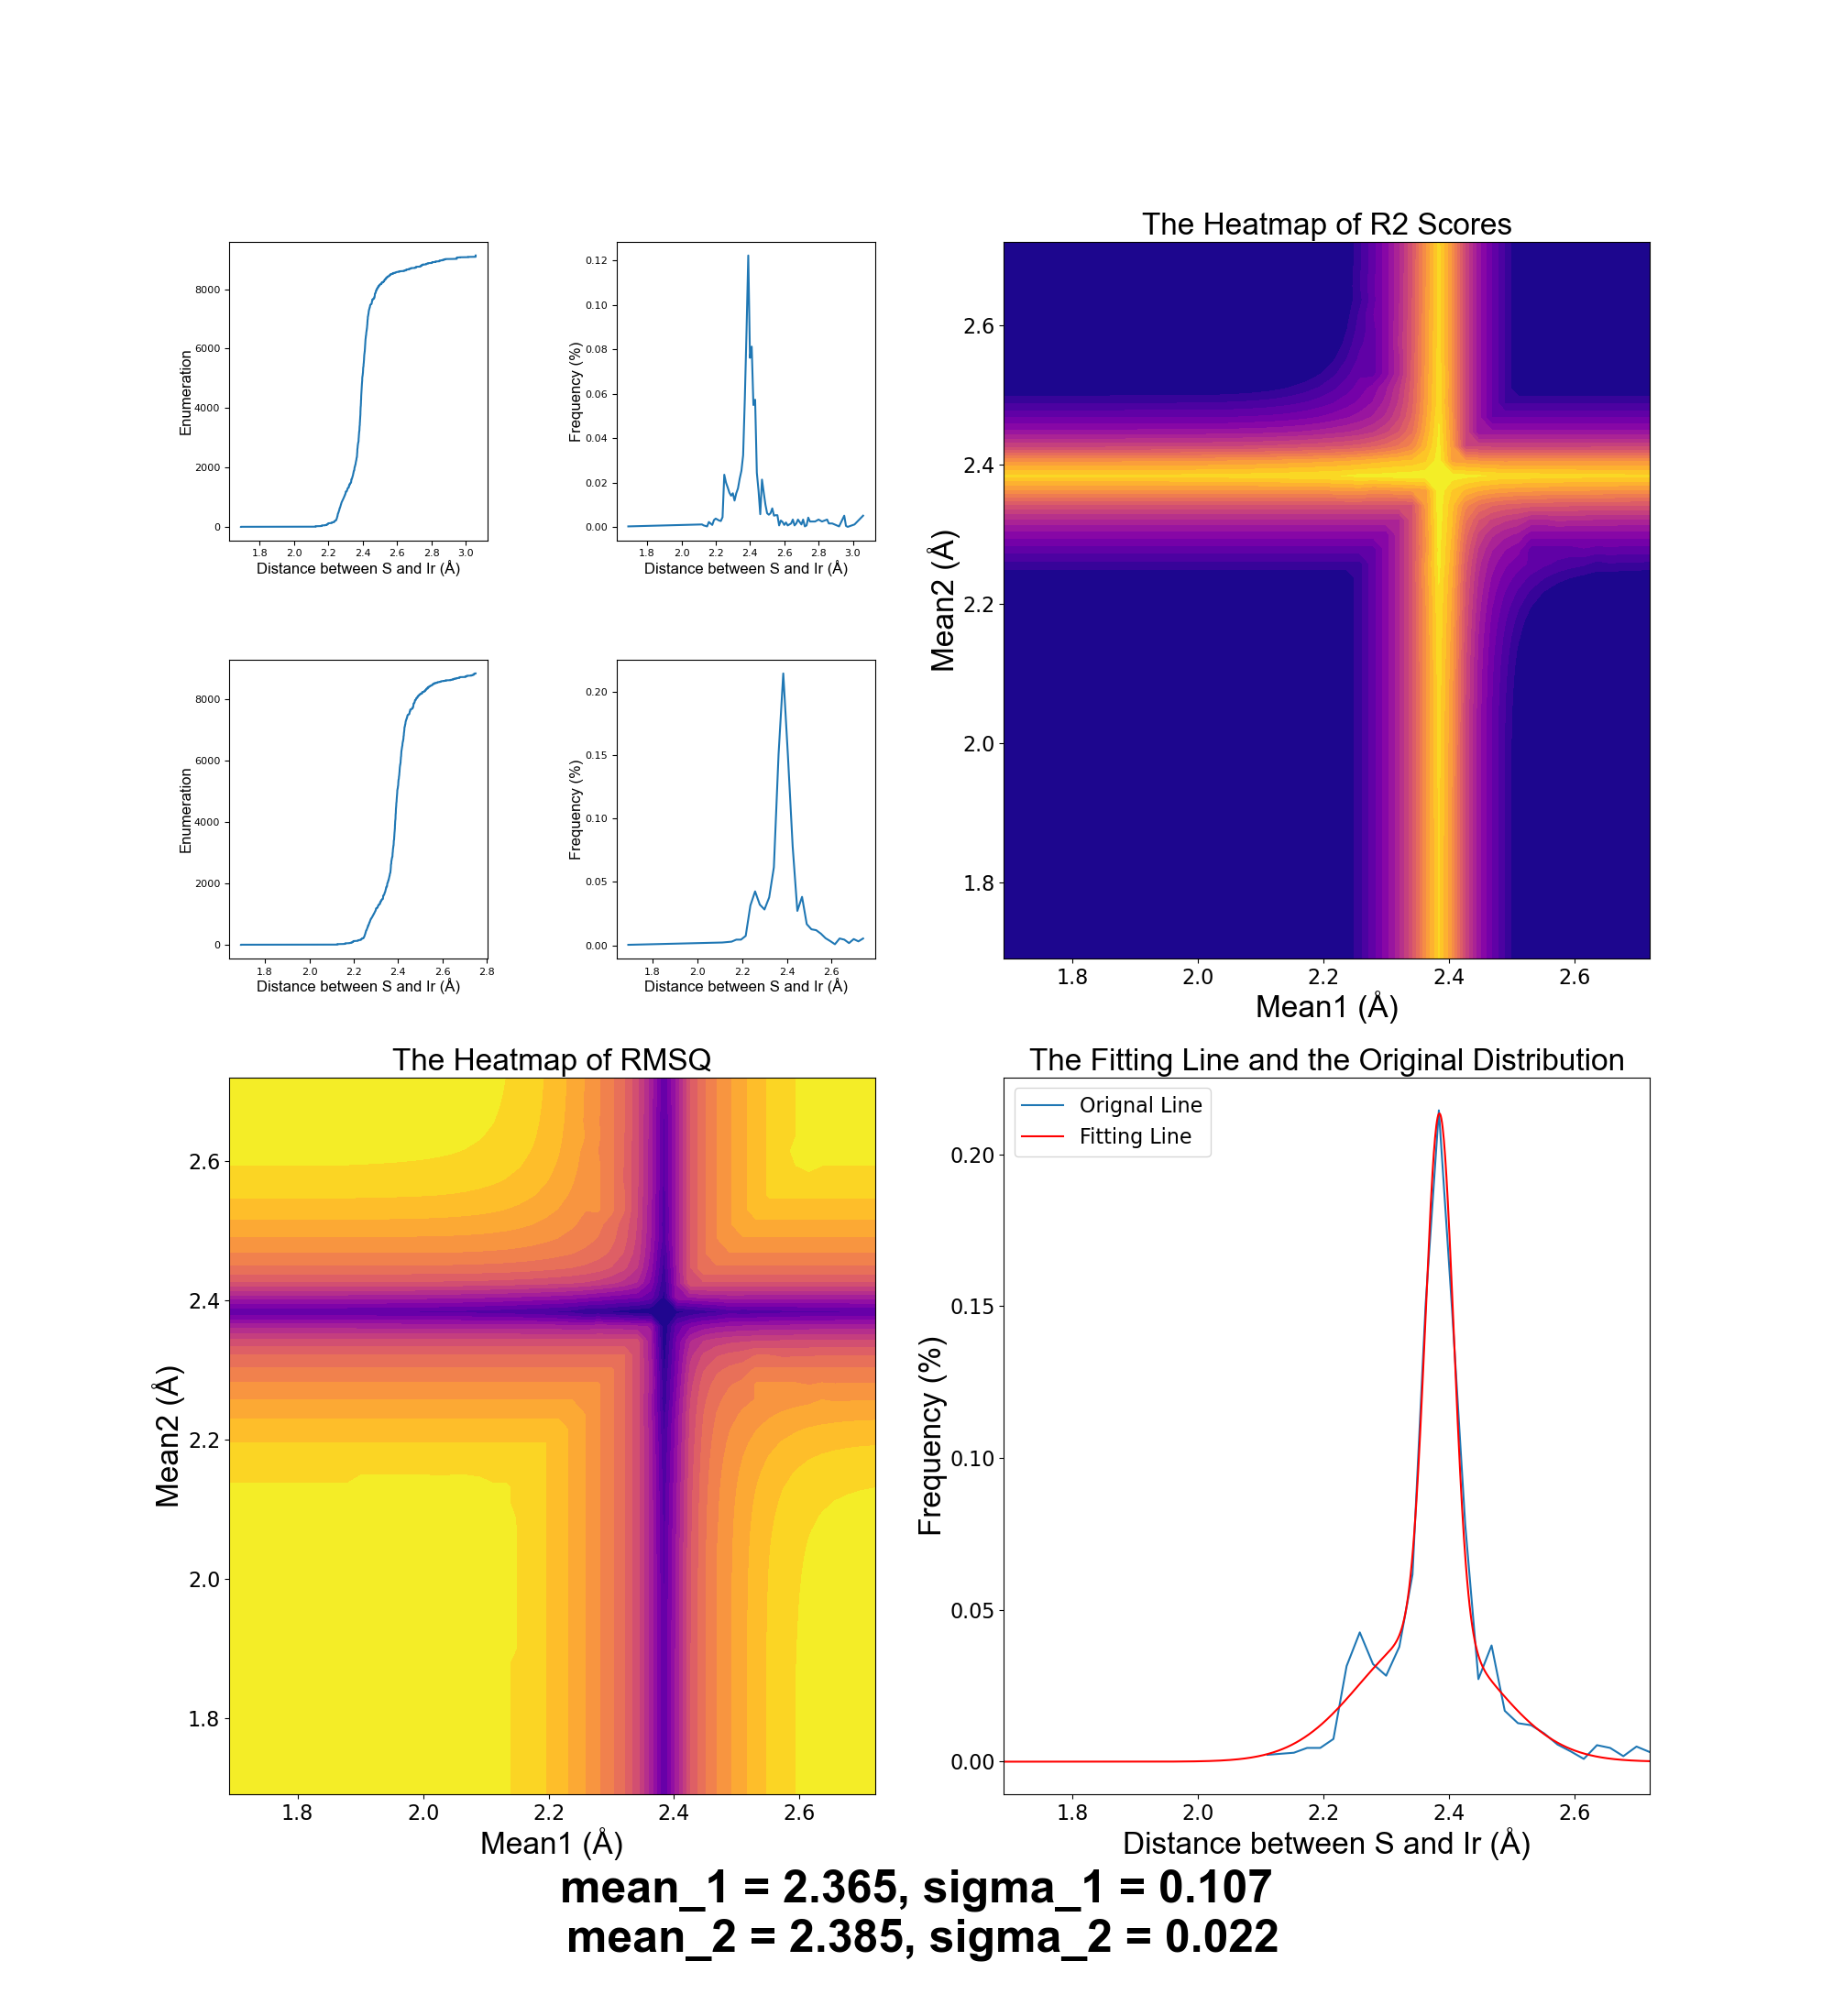 Enumeration
8000
6000
4000
2000
0
1.8 2.0 2.2 2.4 2.6 2.8 3.0
Distance between S and Ir (Å)
Frequency (%)
0.12
0.10
0.08
0.06
0.04
0.02
0.00
1.8 2.0 2.2 2.4 2.6 2.8 3.0
Distance between S and Ir (Å)
The Heatmap of R2 Scores
Mean2 (Å)
2.6
2.4
2.2
2.0
1.8
1.8 2.0 2.2 2.4 2.6
Mean1 (Å)
Enumeration
8000
6000
4000
2000
0
1.8 2.0 2.2 2.4 2.6 2.8
Distance between S and Ir (Å)
Frequency (%)
0.20
0.15
0.10
0.05
0.00
1.8 2.0 2.2 2.4 2.6
Distance between S and Ir (Å)
The Heatmap of RMSQ
Mean2 (Å)
2.6
2.4
2.2
2.0
1.8
1.8 2.0 2.2 2.4 2.6
Mean1 (Å)
The Fitting Line and the Original Distribution
Orignal Line
Fitting Line
Frequency (%)
0.20
0.15
0.10
0.05
0.00
1.8 2.0 2.2 2.4 2.6
Distance between S and Ir (Å)
mean_1 = 2.365, sigma_1 = 0.107
mean_2 = 2.385, sigma_2 = 0.022